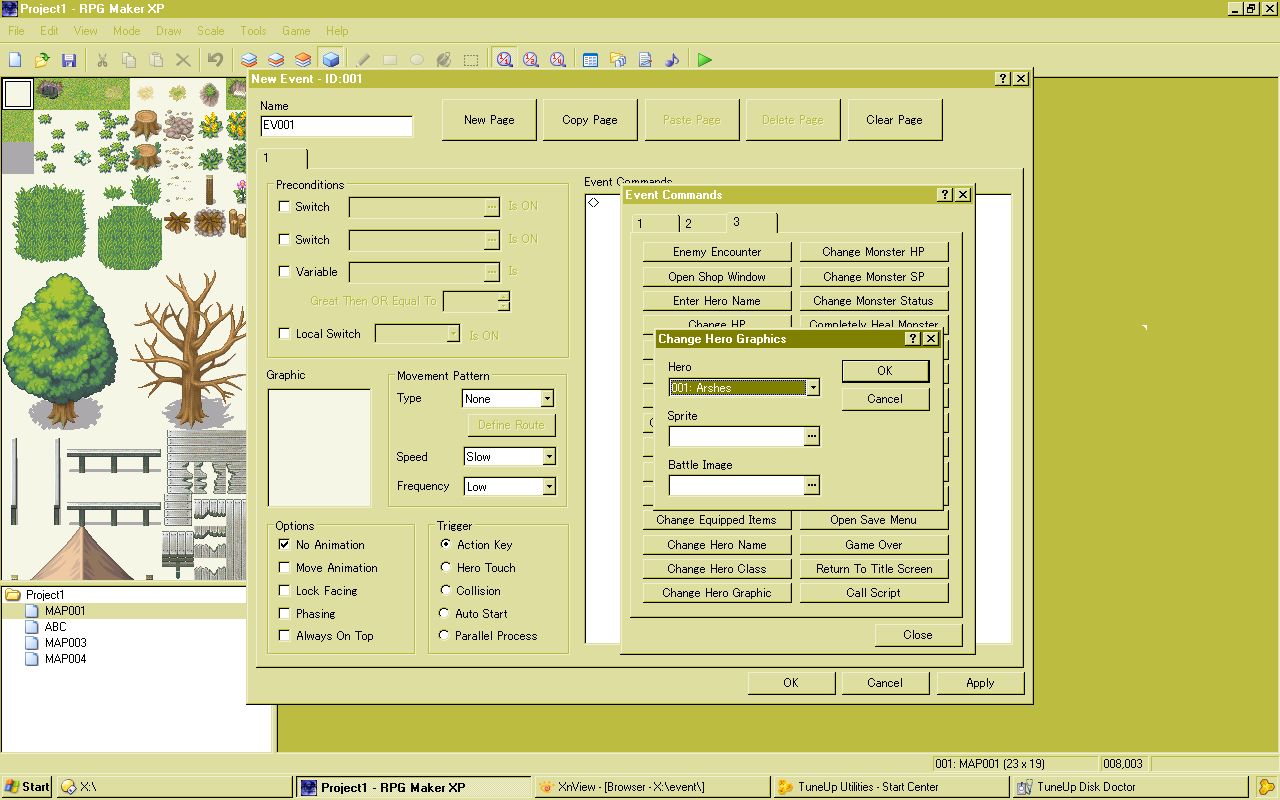 Project1 - RPG Maker XP
File Edit View Mode Draw Scale Tools Game Help
New Event - ID:001
Name
EV001
New Page
Copy Page
Paste Page
Delete Page
Clear Page
1
Preconditions
Switch
Is ON
Switch
Is ON
Variable
Is
Great Then OR Equal To
Local Switch
Is ON
Graphic
Movement Pattern
Type
None
Define Route
Speed
Slow
Frequency
Low
Options
No Animation
Move Animation
Lock Facing
Phasing
Always On Top
Trigger
Action Key
Hero Touch
Collision
Auto Start
Parallel Process
Event Commands
Event Commands
1 2 3
Enemy Encounter
Change Monster HP
Open Shop Window
Change Monster SP
Enter Hero Name
Change Monster Status
Change HP
Completely Heal Monster
Change Hero Graphics
Hero
001: Arshes
OK
Cancel
Sprite
Battle Image
Change Equipped Items
Open Save Menu
Change Hero Name
Game Over
Change Hero Class
Return To Title Screen
Change Hero Graphic
Call Script
Close
OK
Cancel
Apply
Project1
MAP001
ABC
MAP003
MAP004
001: MAP001 (23 x 19)
008,003
Start
X:\
Project1 - RPG Maker XP
XnView - [Browser - X:\event\]
TuneUp Utilities - Start Center
TuneUp Disk Doctor